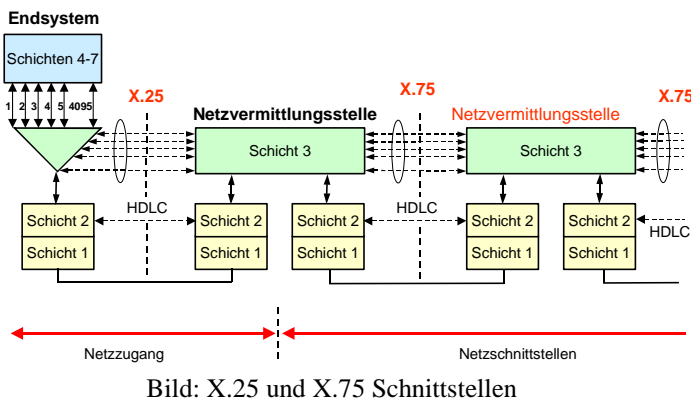 Endsystem
Schichten 4-7
1 2 3 4 5 4095
X.25
X.75
X.75
Netzvermittlungsstelle
Netzvermittlungsstelle
Schicht 3
Schicht 3
Schicht 2
HDLC
Schicht 2
Schicht 2
HDLC
Schicht 2
Schicht 2
HDLC
Schicht 1
Schicht 1
Schicht 1
Schicht 1
Schicht 1
Netzzugang
Netzschnittstellen
Bild: X.25 und X.75 Schnittstellen